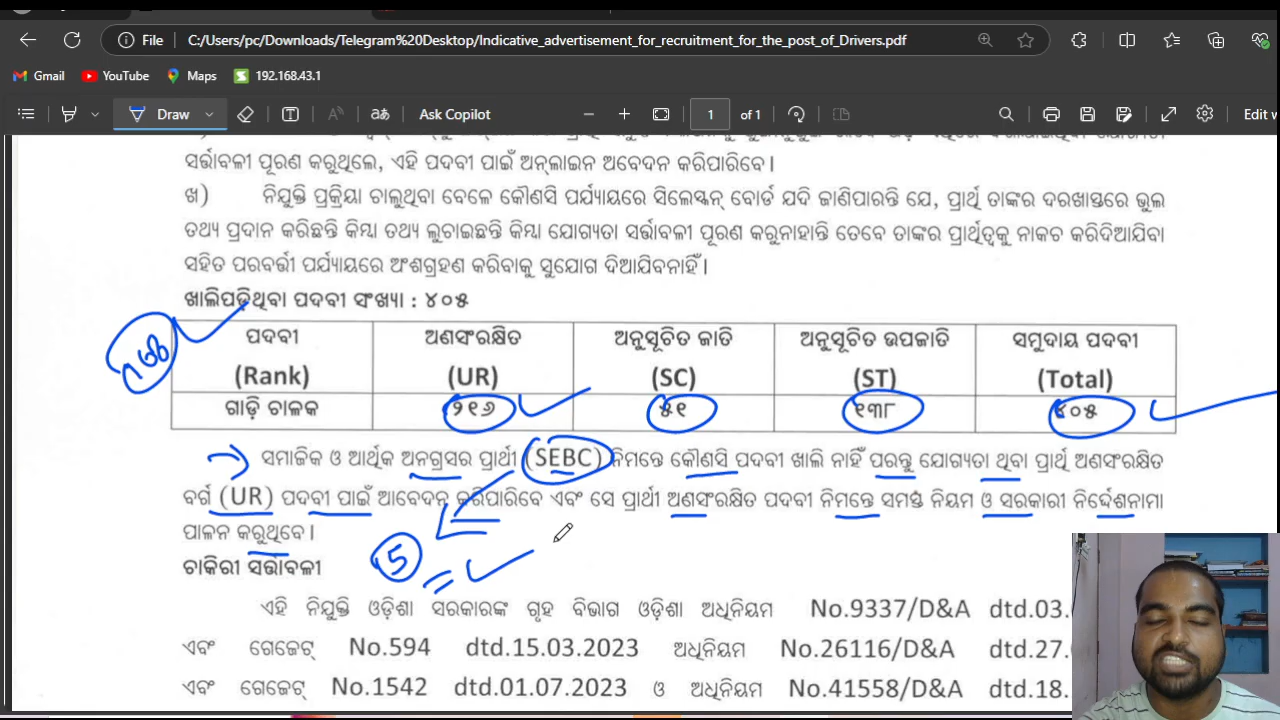 File C:/Users/pc/Downloads/Telegram%20Desktop/Indicative_advertisement_for_recruitment_for_the_post_of_Drivers.pdf
Gmail YouTube Maps 192.168.43.1
Draw Ask Copilot 1 of 1 Edit w
ସର୍ତ୍ତାବଳୀ ପୂରଣ କରୁଥିଲେ, ଏହି ପଦବୀ ପାଇଁ ଅନ୍‌ଲାଇନ ଅବେଦନ କରିପାରିବେ।
ଖ) ନିଯୁକ୍ତି ପ୍ରକ୍ରିୟା ଚାଲୁଥିବା ବେଳେ କୌଣସି ପର୍ଯ୍ୟାୟରେ ସିଲେକ୍ସନ୍ ବୋର୍ଡ ଯଦି ଜାଣିପାରନ୍ତି ଯେ, ପ୍ରାର୍ଥୀ ତାଙ୍କର ଦରଖାସ୍ତରେ ଭୁଲ
ତଥ୍ୟ ପ୍ରଦାନ କରିଛନ୍ତି କିମ୍ବା ତଥ୍ୟ ଲୁଚାଇଛନ୍ତି କିମ୍ବା ଯୋଗ୍ୟତା ସର୍ତ୍ତାବଳୀ ପୂରଣ କରୁନାହାନ୍ତି ତେବେ ତାଙ୍କର ପ୍ରାର୍ଥିତ୍ୱକୁ ନାକଚ କରିଦିଆଯିବା
ସହିତ ପରବର୍ତ୍ତୀ ପର୍ଯ୍ୟାୟରେ ଅଂଶଗ୍ରହଣ କରିବାକୁ ସୁଯୋଗ ଦିଆଯିବନାହିଁ।
ଖାଲିପଡ଼ିଥିବା ପଦବୀ ସଂଖ୍ୟା : ୪୦୫
ପଦବୀ ଅଣସଂରକ୍ଷିତ ଅନୁସୂଚିତ ଜାତି ଅନୁସୂଚିତ ଉପଜାତି ସମୁଦାୟ ପଦବୀ
(Rank) (UR) (SC) (ST) (Total)
ଗାଡ଼ି ଚାଳକ ୨୧୬ ୫୧ ୧୩୮ ୪୦୫
ସମାଜିକ ଓ ଆର୍ଥିକ ଅନଗ୍ରସର ପ୍ରାର୍ଥୀ (SEBC) ନିମନ୍ତେ କୌଣସି ପଦବୀ ଖାଲି ନାହିଁ ପରନ୍ତୁ ଯୋଗ୍ୟତା ଥିବା ପ୍ରାର୍ଥୀ ଅଣସଂରକ୍ଷିତ
ବର୍ଗ (UR) ପଦବୀ ପାଇଁ ଆବେଦନ କରିପାରିବେ ଏବଂ ସେ ପ୍ରାର୍ଥୀ ଅଣସଂରକ୍ଷିତ ପଦବୀ ନିମନ୍ତେ ସମସ୍ତ ନିୟମ ଓ ସରକାରୀ ନିର୍ଦ୍ଦେଶନାମା
ପାଳନ କରୁଥିବେ।
5
ଚାକିରୀ ସର୍ତ୍ତାବଳୀ
ଏହି ନିଯୁକ୍ତି ଓଡ଼ିଶା ସରକାରଙ୍କ ଗୃହ ବିଭାଗ ଓଡ଼ିଶା ଅଧିନିୟମ No.9337/D&A dtd.03.
ଏବଂ ଗେଜେଟ୍ No.594 dtd.15.03.2023 ଅଧିନିୟମ No.26116/D&A dtd.27.
ଏବଂ ଗେଜେଟ୍ No.1542 dtd.01.07.2023 ଓ ଅଧିନିୟମ No.41558/D&A dtd.18.